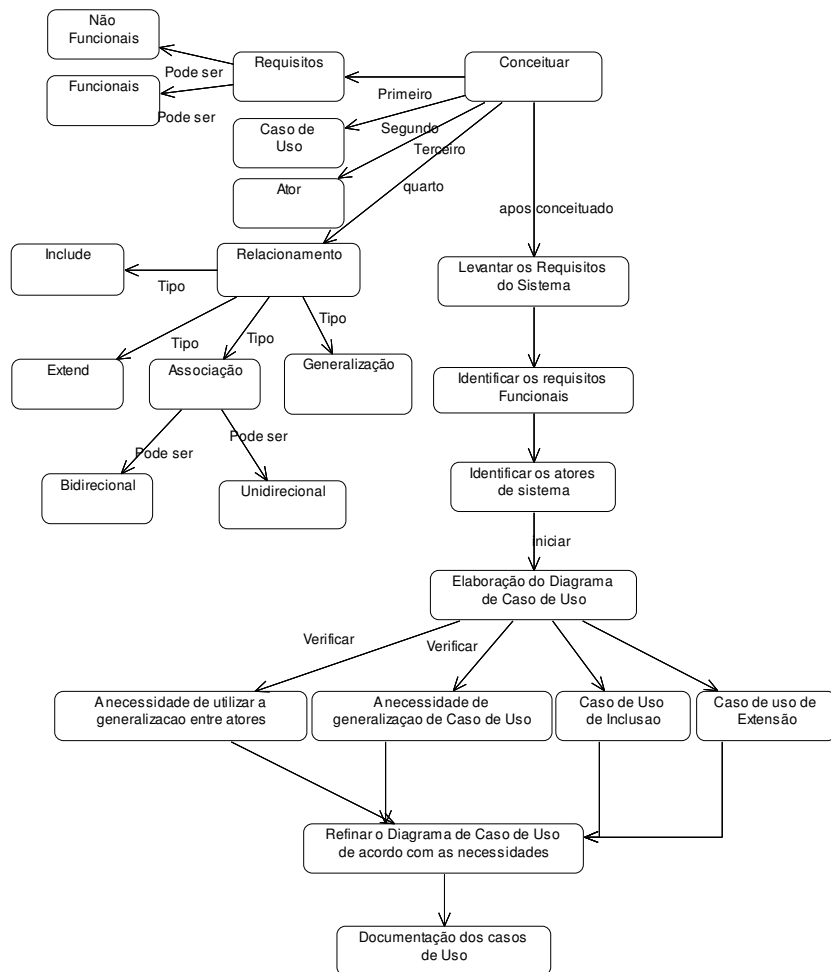 Não
Funcionais
Requisitos
Conceituar
Pode ser
Funcionais
Primeiro
Pode ser
Caso de
Uso
Segundo
Terceiro
Ator
quarto
apos conceituado
Include
Relacionamento
Levantar os Requisitos
do Sistema
Tipo
Tipo
Tipo
Tipo
Extend
Associação
Generalização
Identificar os requisitos
Funcionais
Pode ser
Pode ser
Bidirecional
Unidirecional
Identificar os atores
de sistema
iniciar
Elaboração do Diagrama
de Caso de Uso
Verificar
Verificar
A necessidade de utilizar a
generalizacao entre atores
A necessidade de
generalizaçao de Caso de Uso
Caso de Uso
de Inclusao
Caso de uso de
Extensão
Refinar o Diagrama de Caso de Uso
de acordo com as necessidades
Documentação dos casos
de Uso